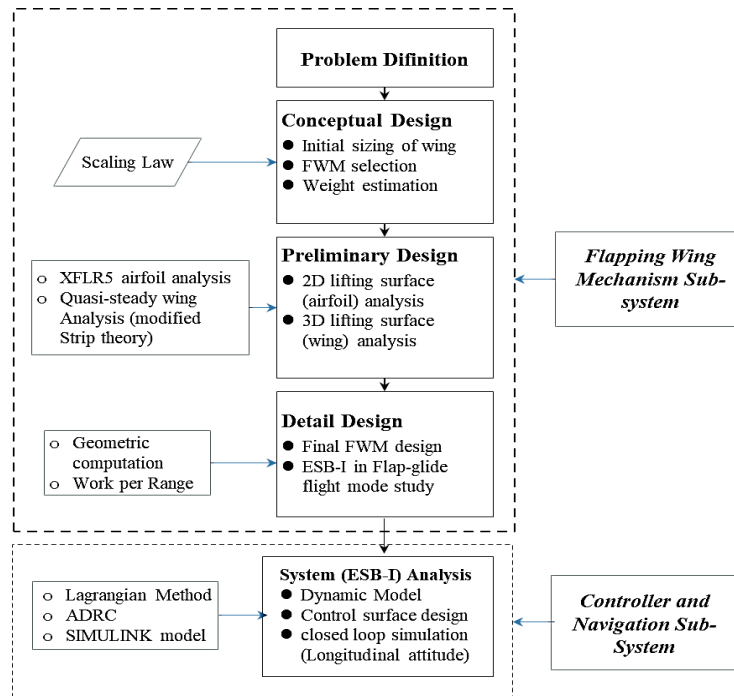 Problem Difinition
Conceptual Design
● Initial sizing of wing
● FWM selection
● Weight estimation
Scaling Law
Preliminary Design
● 2D lifting surface
(airfoil) analysis
● 3D lifting surface
(wing) analysis
o XFLR5 airfoil analysis
o Quasi-steady wing
Analysis (modified
Strip theory)
Flapping Wing
Mechanism Sub-
system
Detail Design
● Final FWM design
● ESB-I in Flap-glide
flight mode study
o Geometric
computation
o Work per Range
System (ESB-I) Analysis
● Dynamic Model
● Control surface design
● closed loop simulation
(Longitudinal attitude)
o Lagrangian Method
o ADRC
o SIMULINK model
Controller and
Navigation Sub-
System